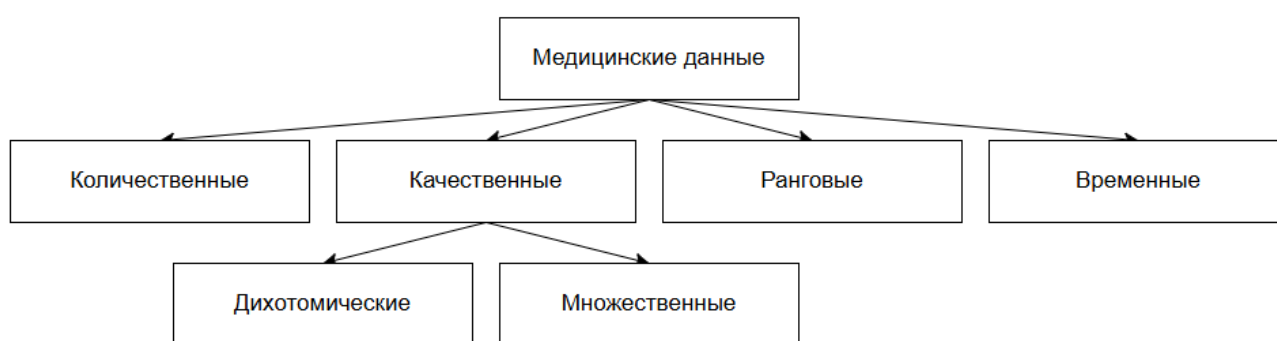 Медицинские данные
Количественные
Качественные
Ранговые
Временные
Дихотомические
Множественные